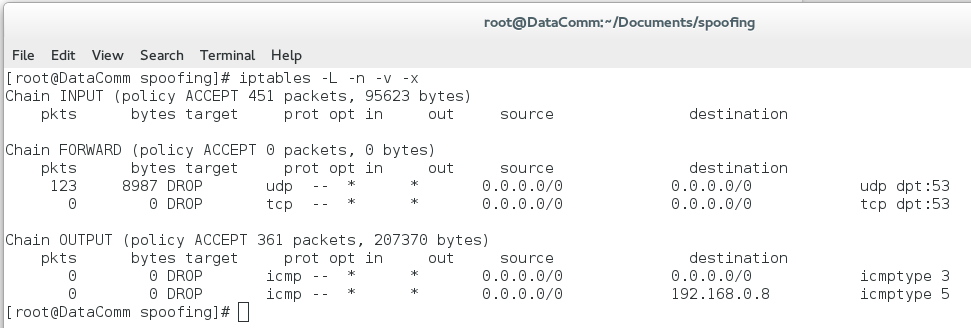 root@DataComm:~/Documents/spoofing
File Edit View Search Terminal Help
[root@DataComm spoofing]# iptables -L -n -v -x
Chain INPUT (policy ACCEPT 451 packets, 95623 bytes)
    pkts      bytes target     prot opt in     out     source               destination

Chain FORWARD (policy ACCEPT 0 packets, 0 bytes)
    pkts      bytes target     prot opt in     out     source               destination
     123     8987 DROP       udp  --  *      *       0.0.0.0/0            0.0.0.0/0            udp dpt:53
       0        0 DROP       tcp  --  *      *       0.0.0.0/0            0.0.0.0/0            tcp dpt:53

Chain OUTPUT (policy ACCEPT 361 packets, 207370 bytes)
    pkts      bytes target     prot opt in     out     source               destination
       0        0 DROP       icmp --  *      *       0.0.0.0/0            0.0.0.0/0            icmptype 3
       0        0 DROP       icmp --  *      *       0.0.0.0/0            192.168.0.8          icmptype 5
[root@DataComm spoofing]#